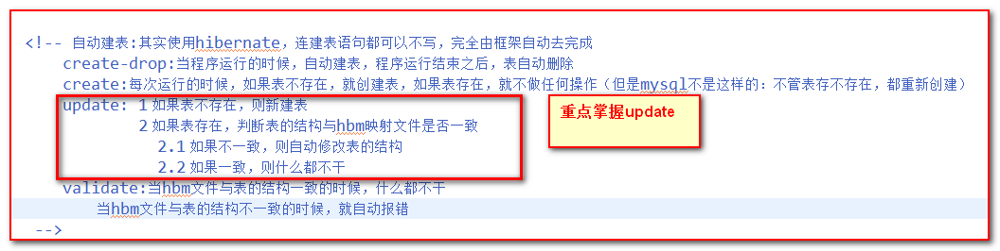 <!-- 自动建表:其实使用hibernate，连建表语句都可以不写，完全由框架自动去完成
create-drop:当程序运行的时候，自动建表，程序运行结束之后，表自动删除
create:每次运行的时候，如果表不存在，就创建表，如果表存在，就不做任何操作（但是mysql不是这样的：不管表存不存在，都重新创建）
update: 1 如果表不存在，则新建表
2 如果表存在，判断表的结构与hbm映射文件是否一致
2.1 如果不一致，则自动修改表的结构
2.2 如果一致，则什么都不干
重点掌握update
validate:当hbm文件与表的结构一致的时候，什么都不干
当hbm文件与表的结构不一致的时候，就自动报错
-->